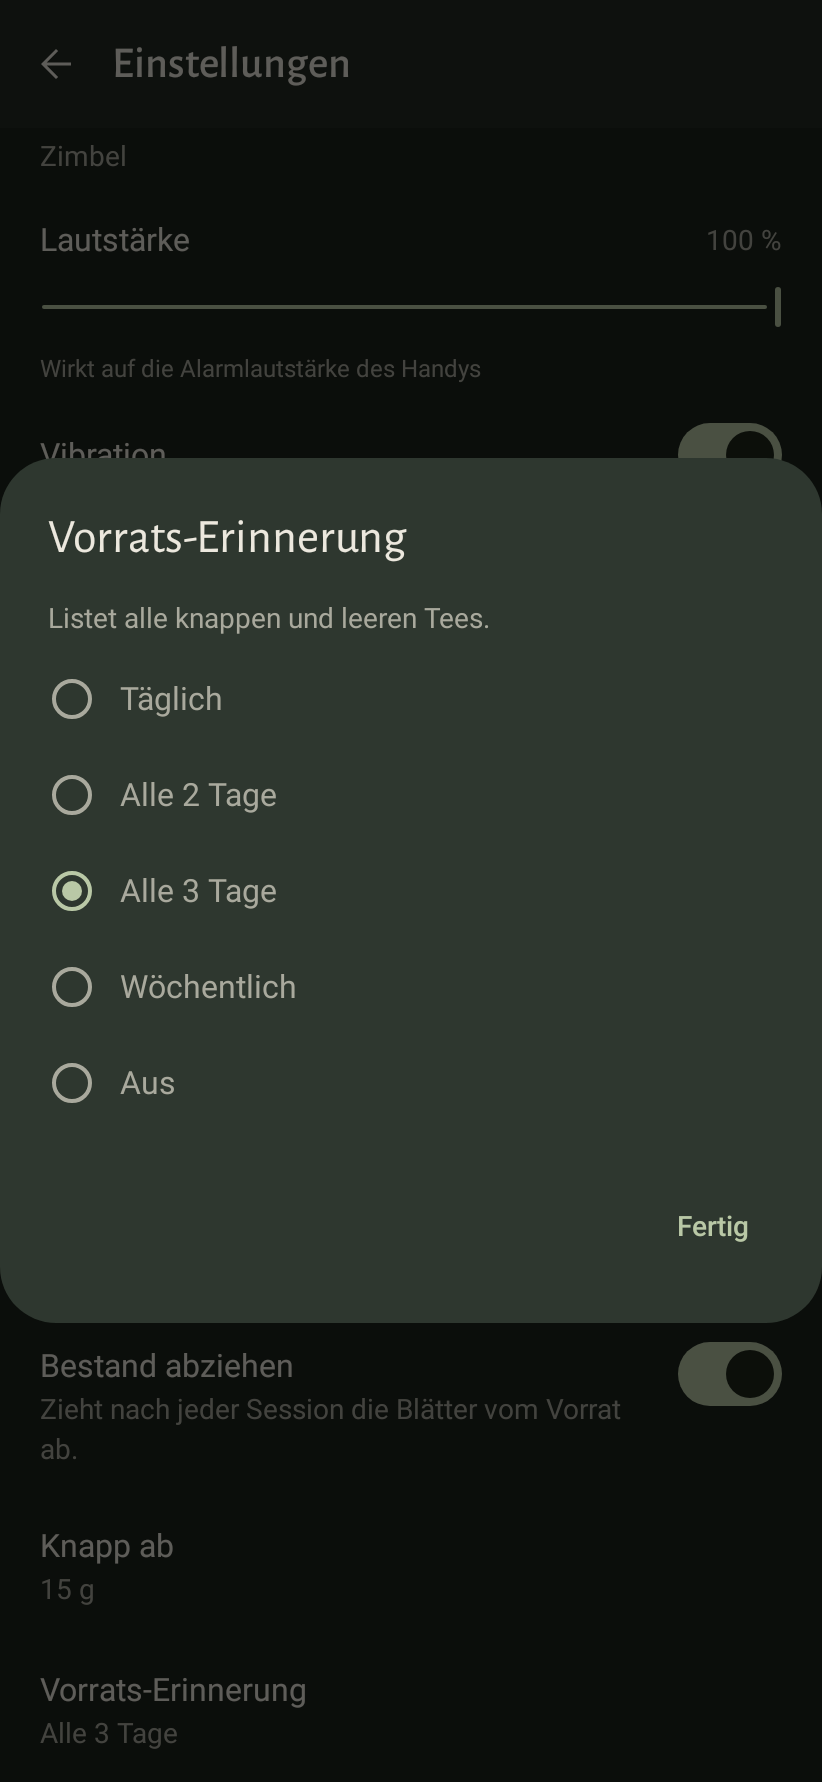 Einstellungen
Zimbel
Lautstärke
100 %
Wirkt auf die Alarmlautstärke des Handys
Vibration
Vorrats-Erinnerung
Listet alle knappen und leeren Tees.
Täglich
Alle 2 Tage
Alle 3 Tage
Wöchentlich
Aus
Fertig
Bestand abziehen
Zieht nach jeder Session die Blätter vom Vorrat
ab.
Knapp ab
15 g
Vorrats-Erinnerung
Alle 3 Tage